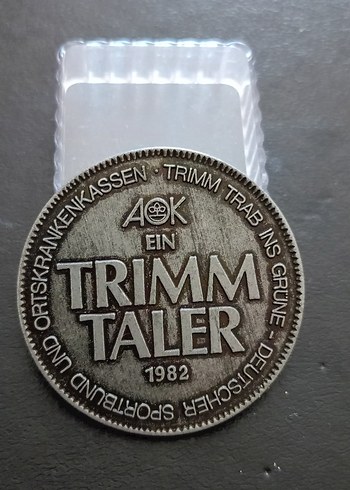 AOK
EIN
TRIMM
TALER
1982
DEUTSCHER SPORTBUND UND ORTSKRANKENKASSEN · TRIMM TRAB INS GRÜNE -